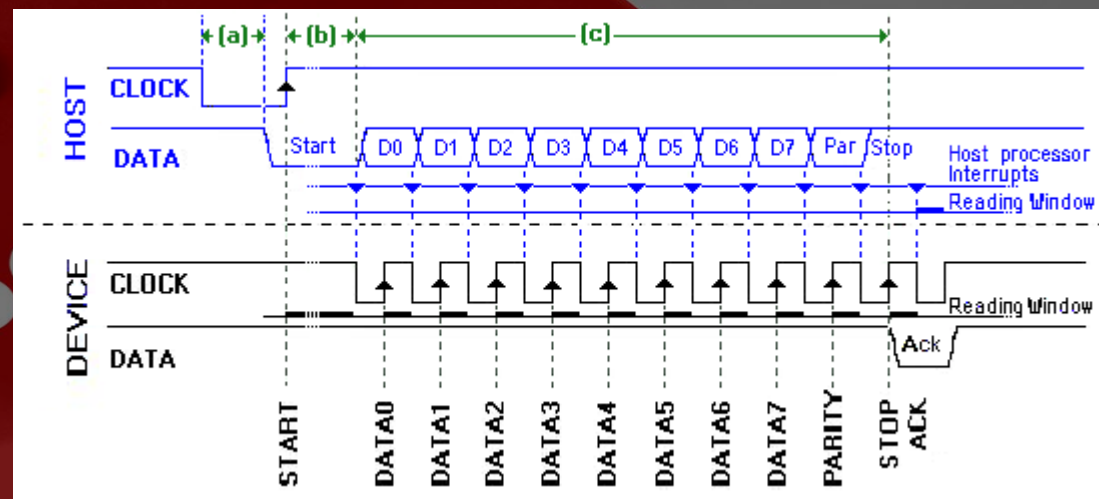 (a) (b) (c)
HOST
CLOCK
DATA
Start D0 D1 D2 D3 D4 D5 D6 D7 Par Stop
Host processor
Interrupts
Reading Window
DEVICE
CLOCK
Reading Window
DATA
Ack
START
DATA0
DATA1
DATA2
DATA3
DATA4
DATA5
DATA6
DATA7
PARITY
STOP
ACK